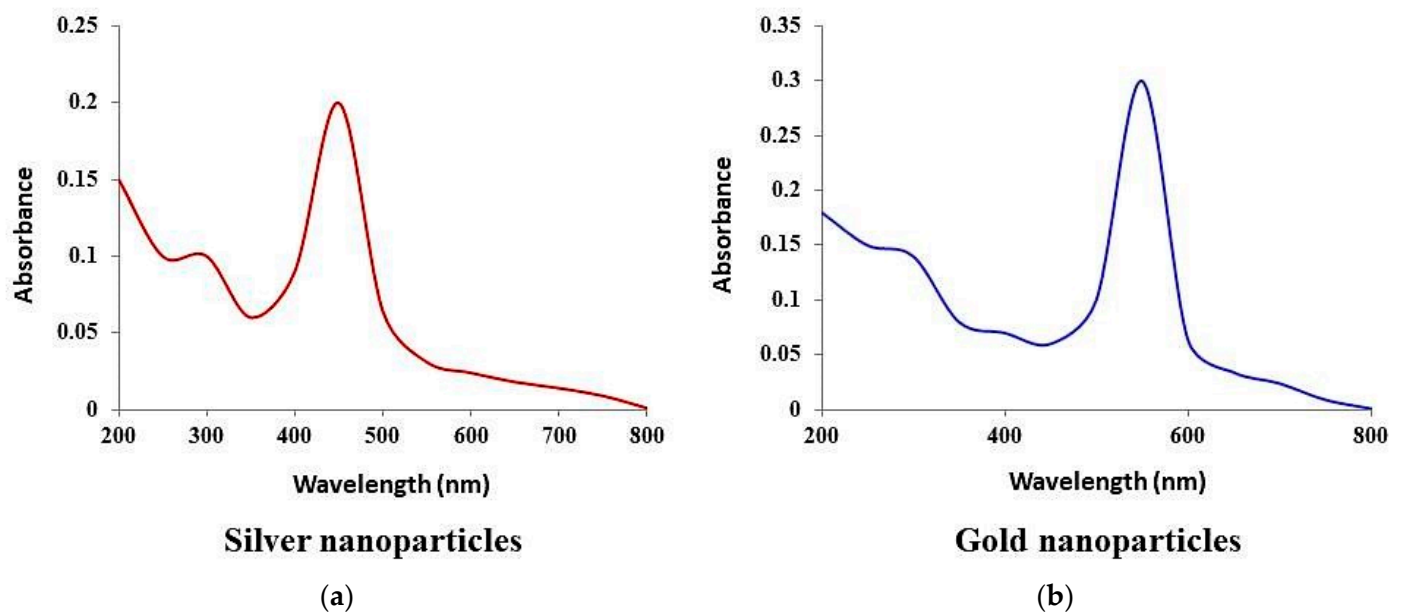 0.25
0.2
0.15
0.1
0.05
0
Absorbance
200 300 400 500 600 700 800
Wavelength (nm)
Silver nanoparticles
(a)
0.35
0.3
0.25
0.2
0.15
0.1
0.05
0
Absorbance
200 400 600 800
Wavelength (nm)
Gold nanoparticles
(b)